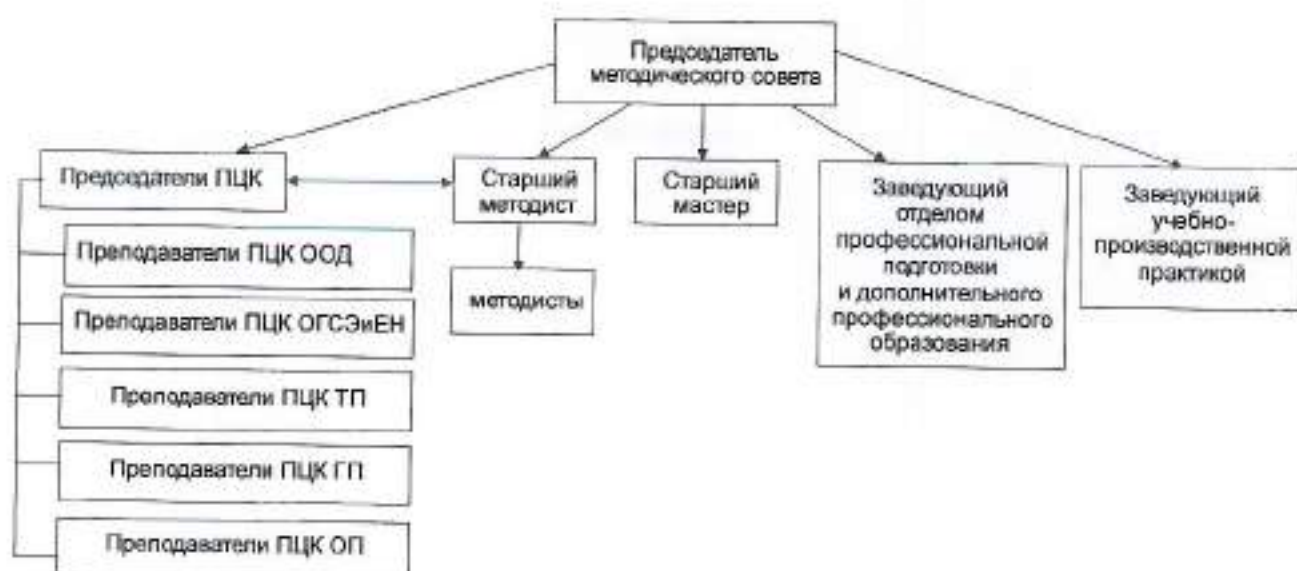 Председатель
методического совета
Председатели ПЦК
Старший
методист
Старший
мастер
Заведующий
отделом
профессиональной
подготовки
и дополнительного
профессионального
образования
Заведующий
учебно-
производственной
практикой
Преподаватели ПЦК ООД
методисты
Преподаватели ПЦК ОГСЭиЕН
Преподаватели ПЦК ТП
Преподаватели ПЦК ГП
Преподаватели ПЦК ОП